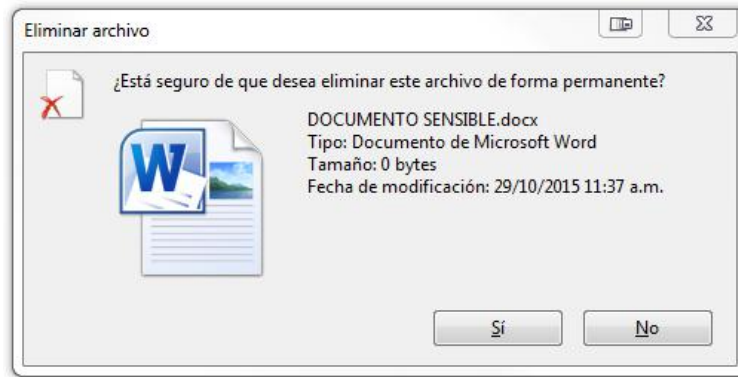 Eliminar archivo
¿Está seguro de que desea eliminar este archivo de forma permanente?
DOCUMENTO SENSIBLE.docx
Tipo: Documento de Microsoft Word
Tamaño: 0 bytes
Fecha de modificación: 29/10/2015 11:37 a.m.
W
Sí
No